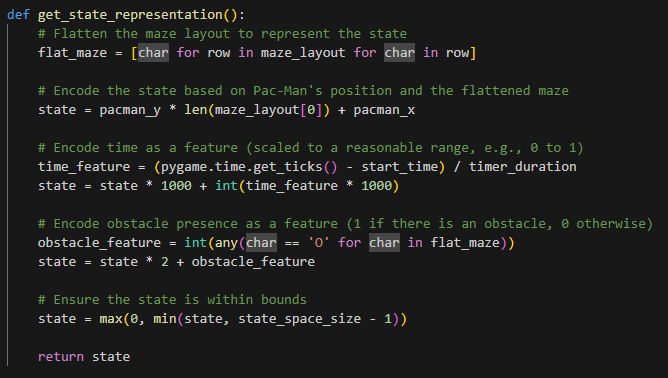 def get_state_representation():
    # Flatten the maze layout to represent the state
    flat_maze = [char for row in maze_layout for char in row]

    # Encode the state based on Pac-Man's position and the flattened maze
    state = pacman_y * len(maze_layout[0]) + pacman_x

    # Encode time as a feature (scaled to a reasonable range, e.g., 0 to 1)
    time_feature = (pygame.time.get_ticks() - start_time) / timer_duration
    state = state * 1000 + int(time_feature * 1000)

    # Encode obstacle presence as a feature (1 if there is an obstacle, 0 otherwise)
    obstacle_feature = int(any(char == 'O' for char in flat_maze))
    state = state * 2 + obstacle_feature

    # Ensure the state is within bounds
    state = max(0, min(state, state_space_size - 1))

    return state